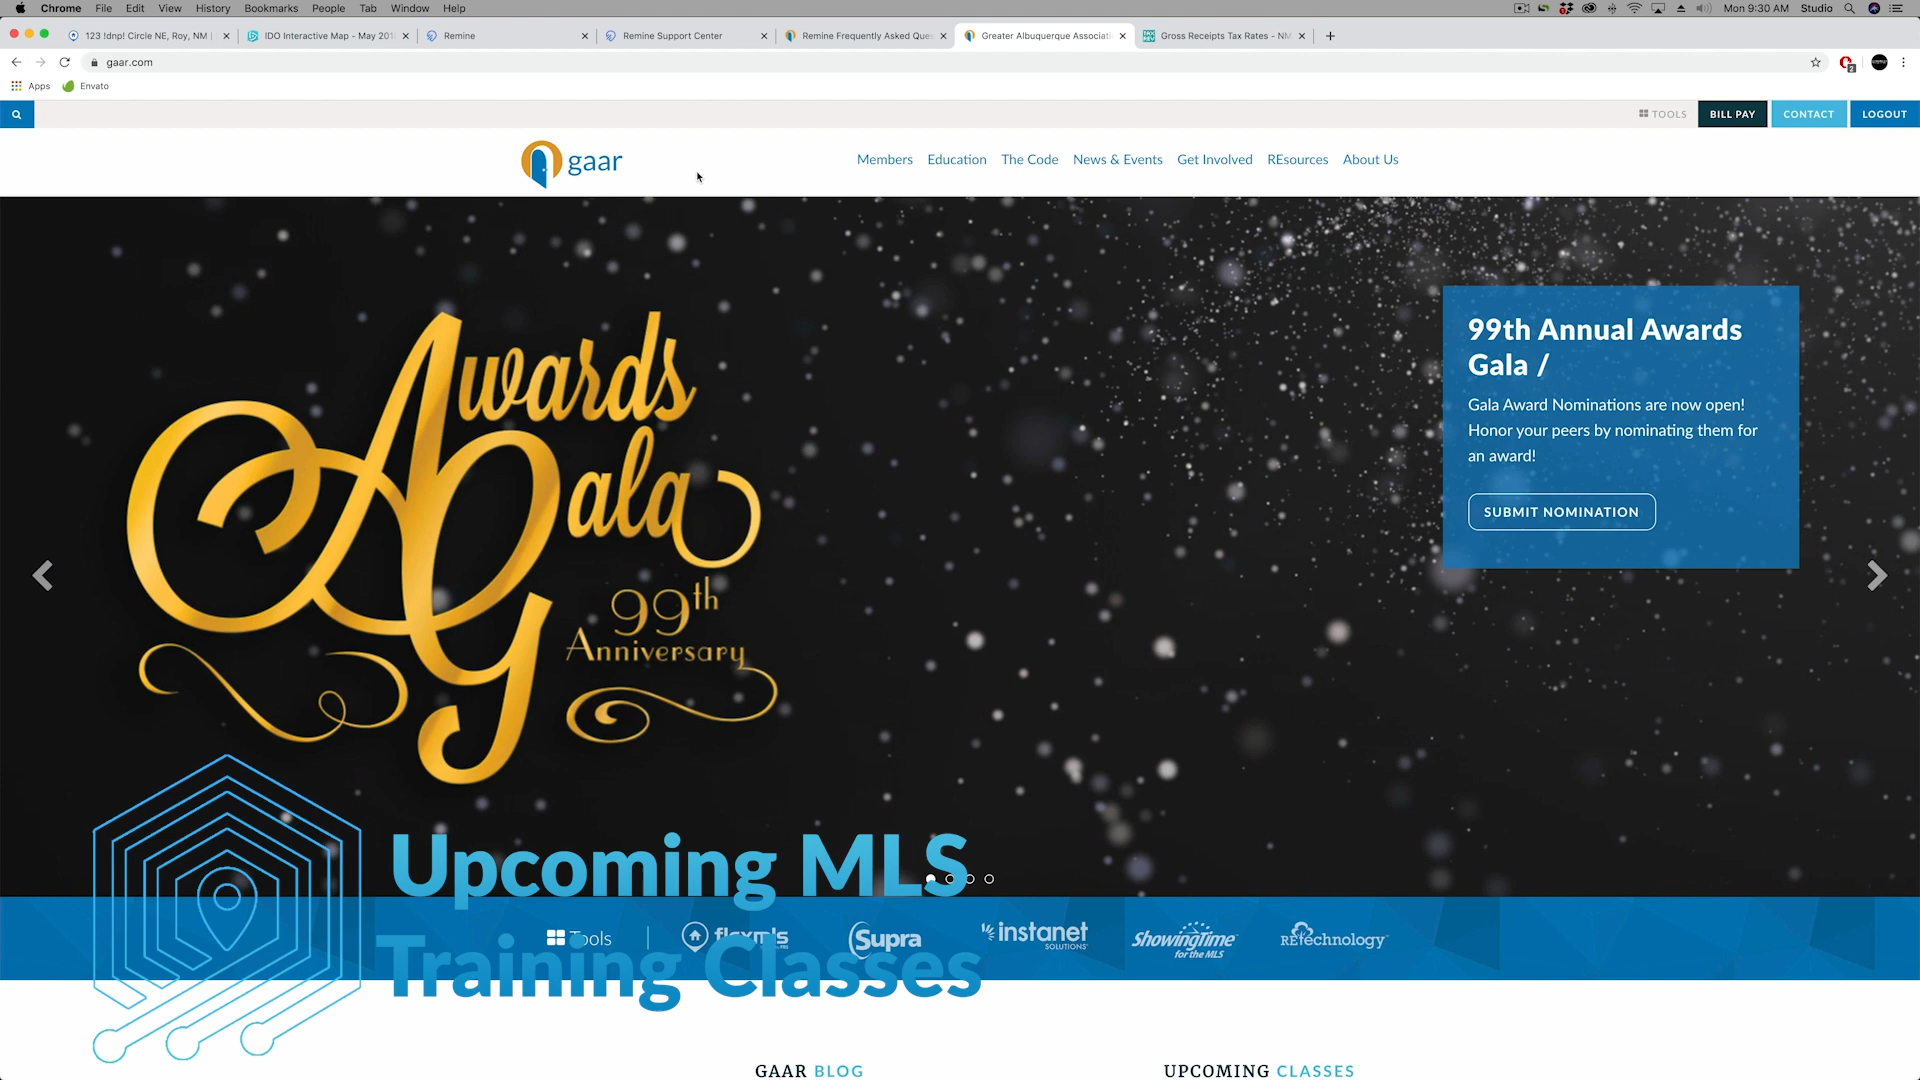 Chrome File Edit View History Bookmarks People Tab Window Help Mon 9:30 AM Studio
123 !dnp! Circle NE, Roy, NM IDO Interactive Map - May 201 Remine Remine Support Center Remine Frequently Asked Ques Greater Albuquerque Associati Gross Receipts Tax Rates - NM
gaar.com 2
Apps Envato
TOOLS BILL PAY CONTACT LOGOUT
gaar Members Education The Code News & Events Get Involved REsources About Us
Awards
Gala
99th
Anniversary
99th Annual Awards
Gala /
Gala Award Nominations are now open!
Honor your peers by nominating them for
an award!
SUBMIT NOMINATION
Upcoming MLS
Training Classes
Tools flexmls Supra instanet SOLUTIONS ShowingTime for the MLS REtechnology
GAAR BLOG UPCOMING CLASSES